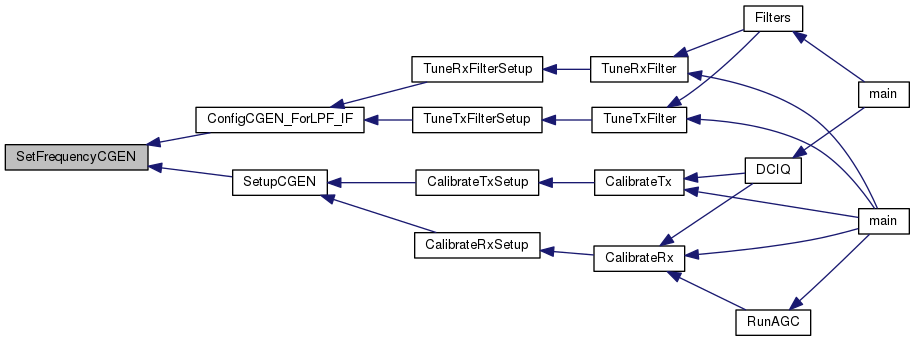 Filters
TuneRxFilterSetup
TuneRxFilter
main
ConfigCGEN_ForLPF_IF
TuneTxFilterSetup
TuneTxFilter
SetFrequencyCGEN
SetupCGEN
CalibrateTxSetup
CalibrateTx
DCIQ
main
CalibrateRxSetup
CalibrateRx
RunAGC